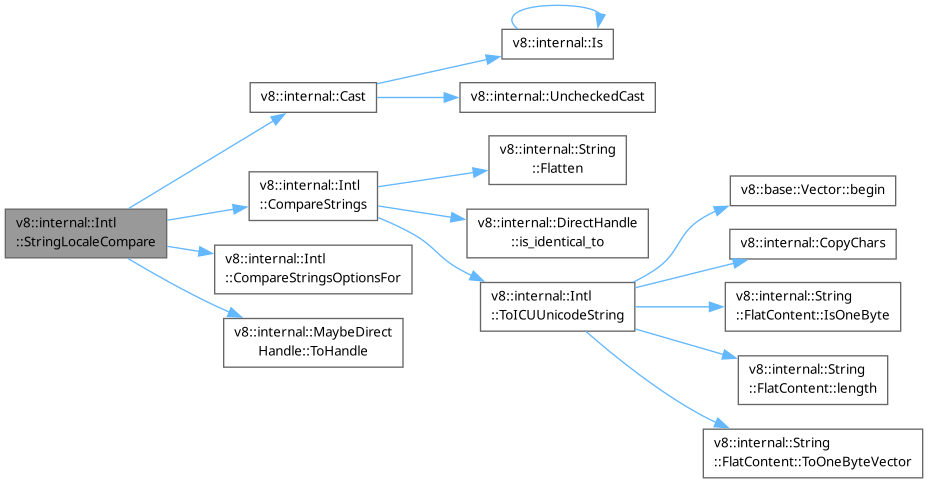 v8::internal::Intl
::StringLocaleCompare
v8::internal::Cast
v8::internal::Is
v8::internal::UncheckedCast
v8::internal::Intl
::CompareStrings
v8::internal::String
::Flatten
v8::internal::DirectHandle
::is_identical_to
v8::internal::Intl
::ToICUUnicodeString
v8::base::Vector::begin
v8::internal::CopyChars
v8::internal::String
::FlatContent::IsOneByte
v8::internal::String
::FlatContent::length
v8::internal::String
::FlatContent::ToOneByteVector
v8::internal::Intl
::CompareStringsOptionsFor
v8::internal::MaybeDirect
Handle::ToHandle